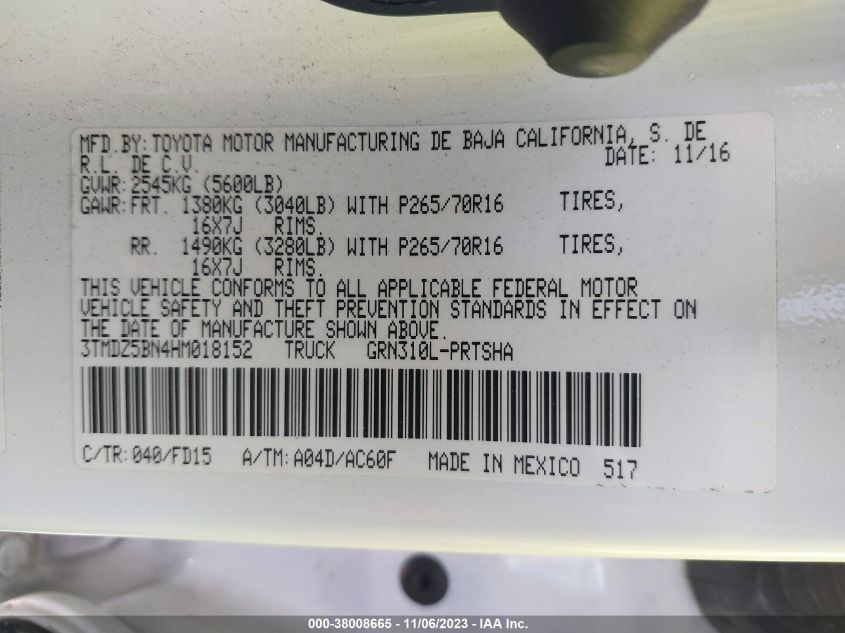 MFD.BY:TOYOTA MOTOR MANUFACTURING DE BAJA CALIFORNIA, S. DE
R.L. DE C.V. DATE: 11/16
GVWR:2545KG (5600LB)
GAWR:FRT. 1380KG (3040LB) WITH P265/70R16 TIRES,
16X7J RIMS.
RR. 1490KG (3280LB) WITH P265/70R16 TIRES,
16X7J RIMS.
THIS VEHICLE CONFORMS TO ALL APPLICABLE FEDERAL MOTOR
VEHICLE SAFETY AND THEFT PREVENTION STANDARDS IN EFFECT ON
THE DATE OF MANUFACTURE SHOWN ABOVE.
3TMDZ5BN4HM018152 TRUCK GRN310L-PRTSHA
C/TR:040/FD15 A/TM:A04D/AC60F MADE IN MEXICO 517
000-38008665 - 11/06/2023 - IAA Inc.